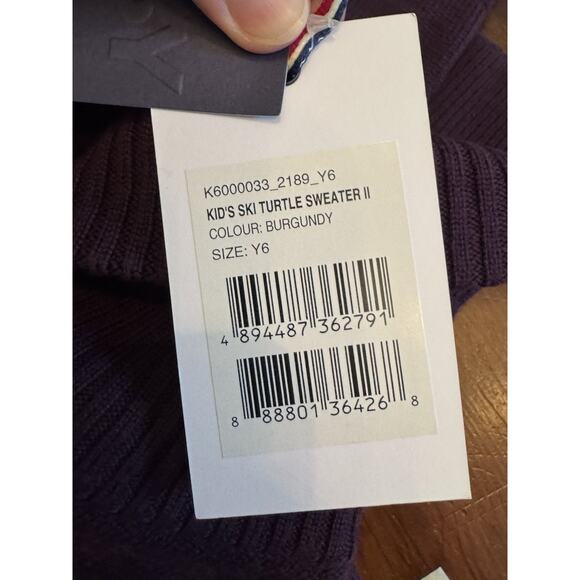 K6000033_2189_Y6
KID'S SKI TURTLE SWEATER II
COLOUR: BURGUNDY
SIZE: Y6
4 894487 362791
8 88801 36426 8